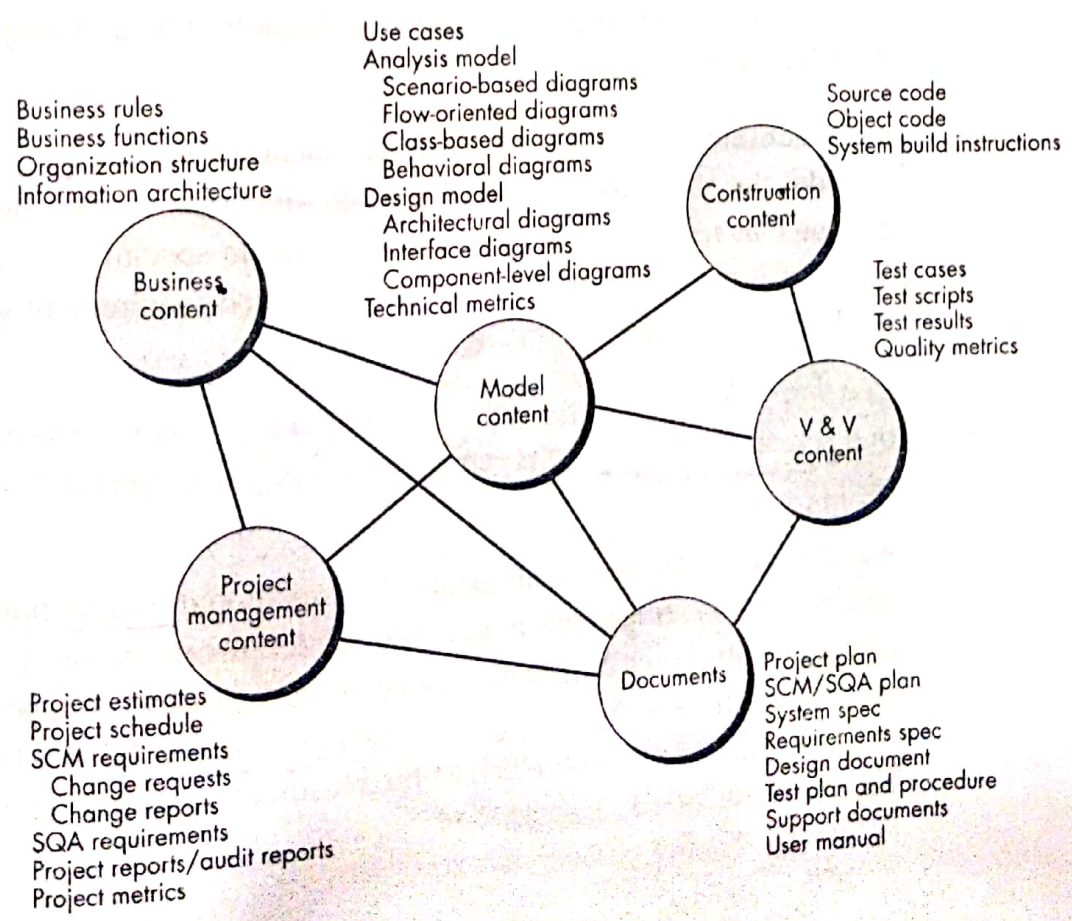 Use cases
Analysis model
Scenario-based diagrams
Flow-oriented diagrams
Class-based diagrams
Behavioral diagrams
Design model
Architectural diagrams
Interface diagrams
Component-level diagrams
Technical metrics
Business rules
Business functions
Organization structure
Information architecture
Source code
Object code
System build instructions
Construction
content
Business
content
Test cases
Test scripts
Test results
Quality metrics
Model
content
V & V
content
Project
management
content
Documents
Project estimates
Project schedule
SCM requirements
Change requests
Change reports
SQA requirements
Project reports/audit reports
Project metrics
Project plan
SCM/SQA plan
System spec
Requirements spec
Design document
Test plan and procedure
Support documents
User manual